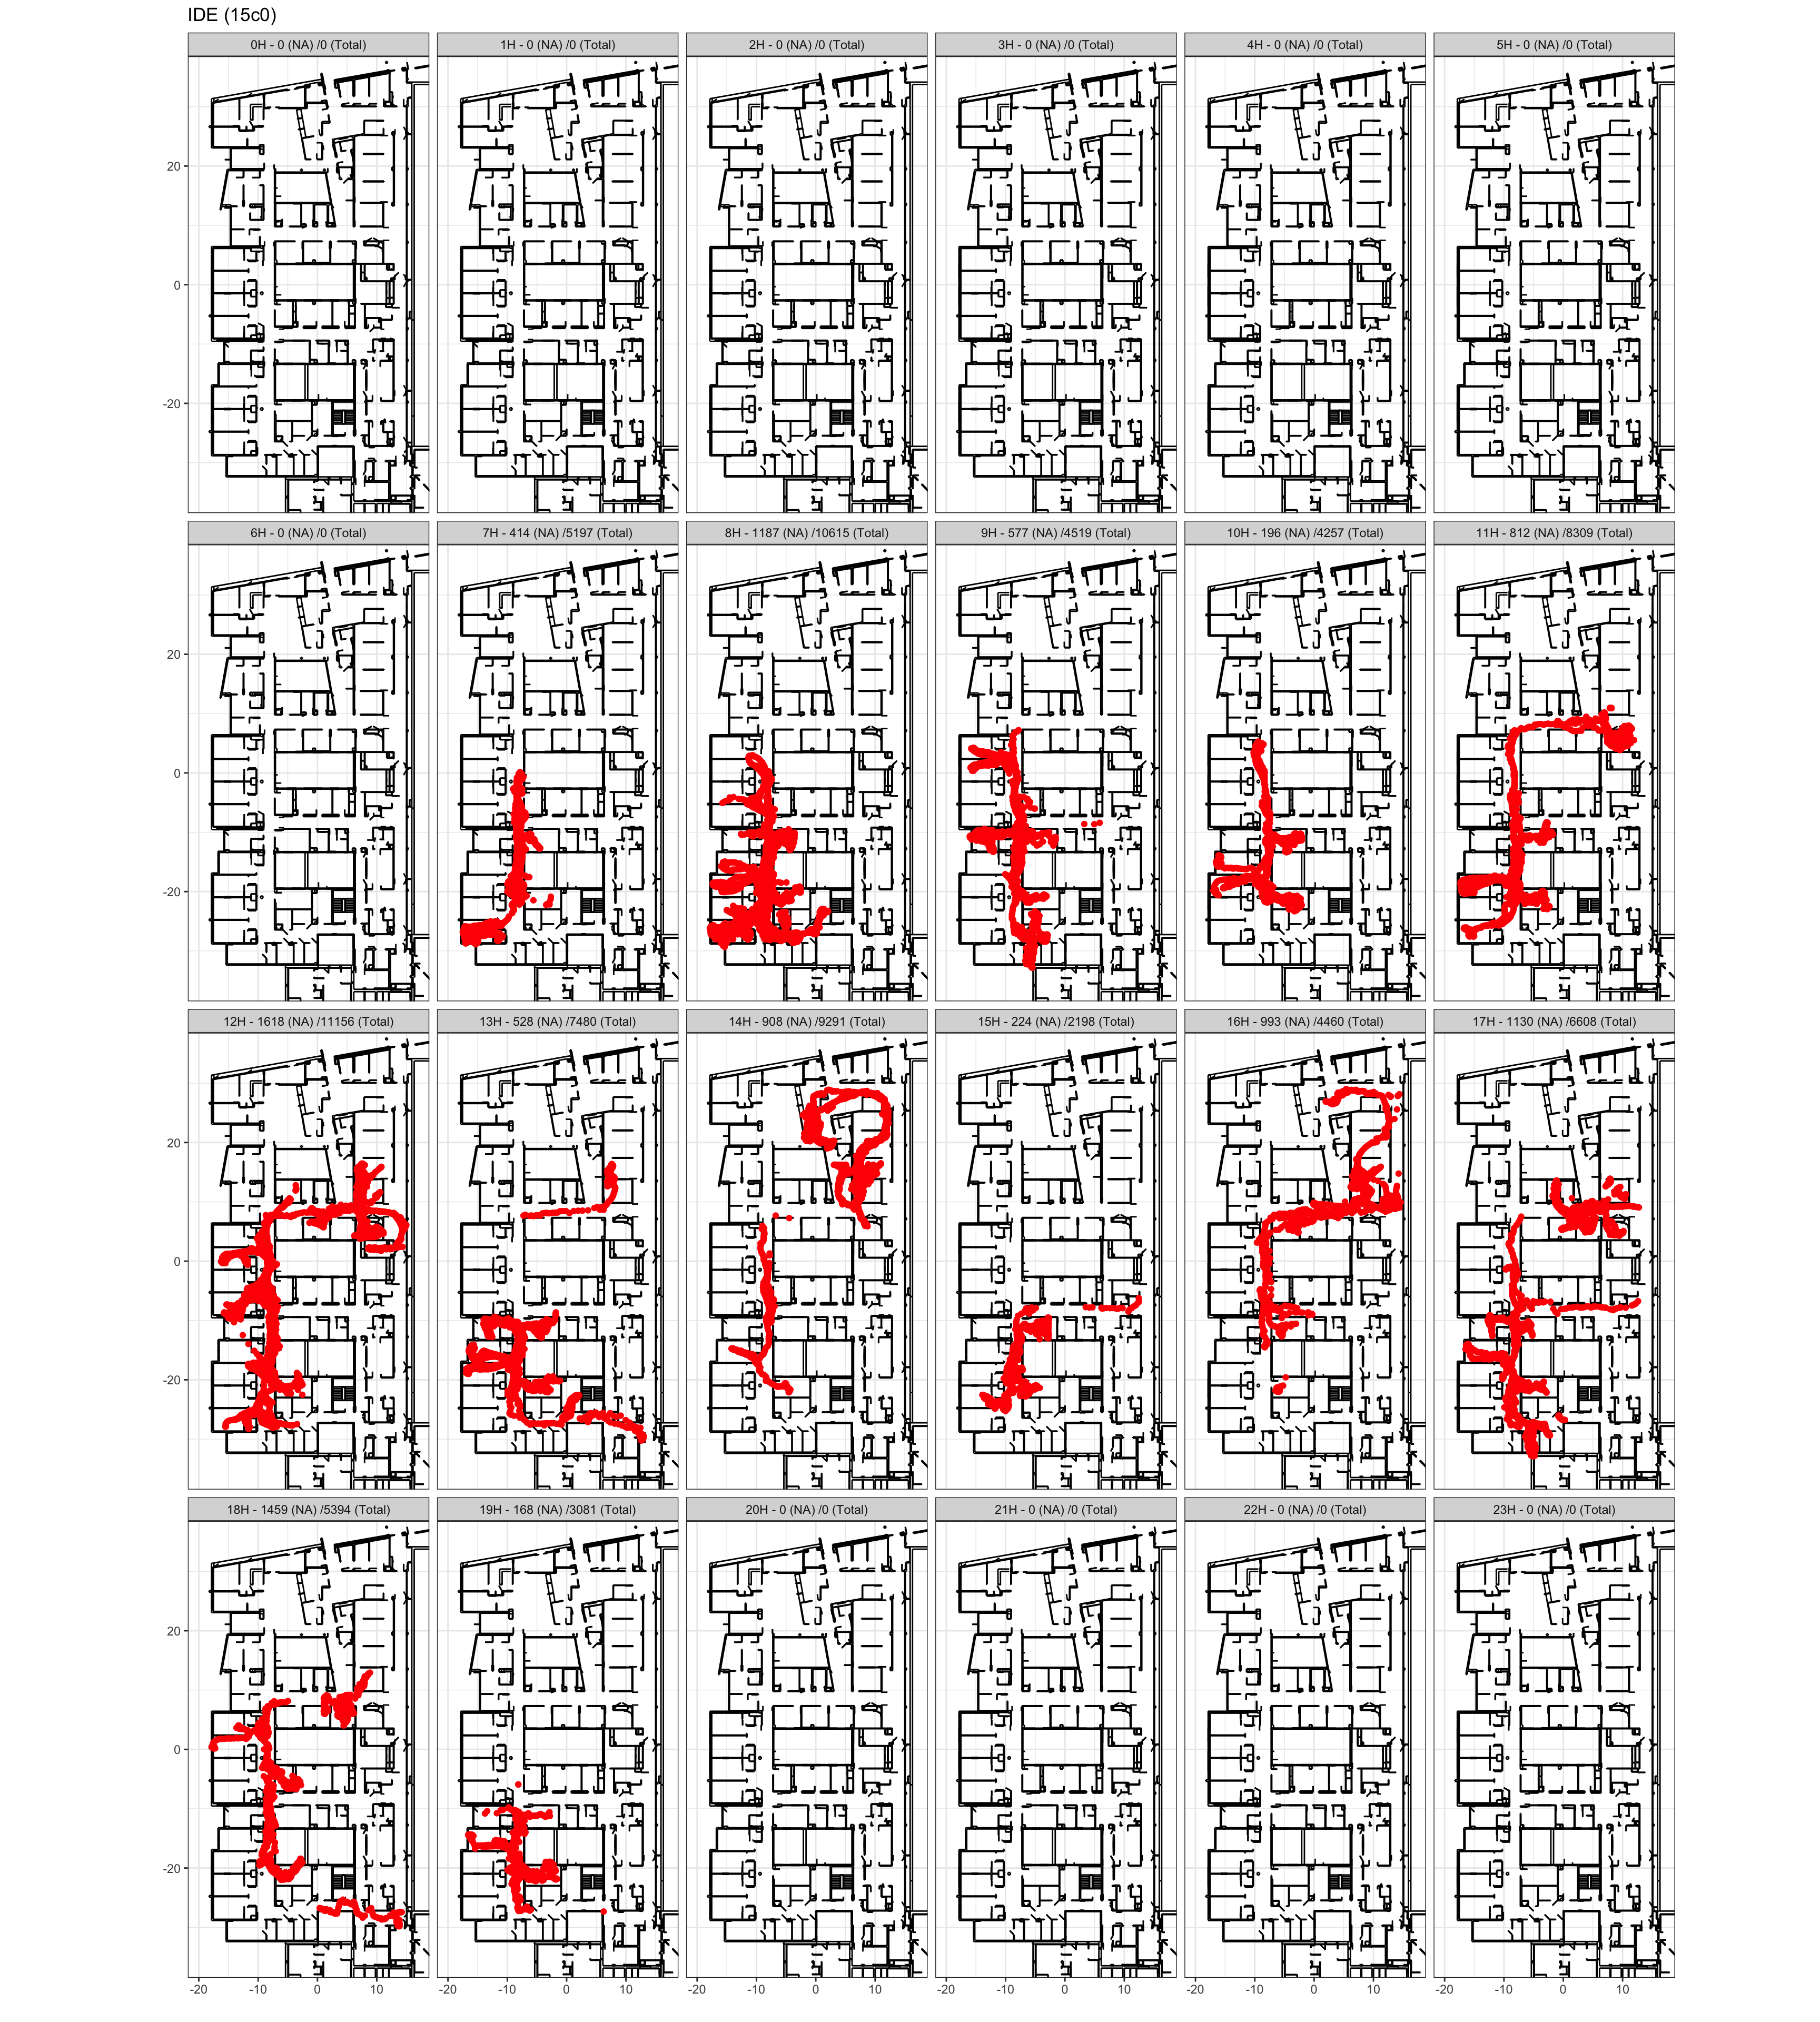 IDE (15c0)
0H - 0 (NA) /0 (Total) 1H - 0 (NA) /0 (Total) 2H - 0 (NA) /0 (Total) 3H - 0 (NA) /0 (Total) 4H - 0 (NA) /0 (Total) 5H - 0 (NA) /0 (Total)
20
0
-20
6H - 0 (NA) /0 (Total) 7H - 414 (NA) /5197 (Total) 8H - 1187 (NA) /10615 (Total) 9H - 577 (NA) /4519 (Total) 10H - 196 (NA) /4257 (Total) 11H - 812 (NA) /8309 (Total)
20
0
-20
12H - 1618 (NA) /11156 (Total) 13H - 528 (NA) /7480 (Total) 14H - 908 (NA) /9291 (Total) 15H - 224 (NA) /2198 (Total) 16H - 993 (NA) /4460 (Total) 17H - 1130 (NA) /6608 (Total)
20
0
-20
18H - 1459 (NA) /5394 (Total) 19H - 168 (NA) /3081 (Total) 20H - 0 (NA) /0 (Total) 21H - 0 (NA) /0 (Total) 22H - 0 (NA) /0 (Total) 23H - 0 (NA) /0 (Total)
20
0
-20
-20 -10 0 10 -20 -10 0 10 -20 -10 0 10 -20 -10 0 10 -20 -10 0 10 -20 -10 0 10